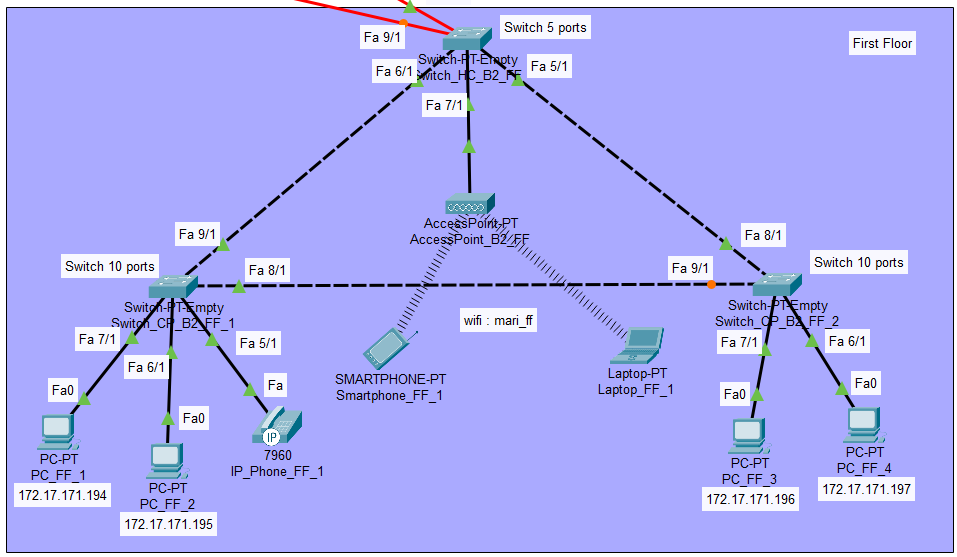 Switch 5 ports
Fa 9/1
First Floor
Switch-PT-Empty
Switch_HC_B2_FF
Fa 6/1
Fa 5/1
Fa 7/1
AccessPoint-PT
AccessPoint_B2_FF
Fa 9/1
Fa 8/1
Switch 10 ports
Fa 8/1
Fa 9/1
Switch 10 ports
Switch-PT-Empty
Switch_CP_B2_FF_1
Switch-PT-Empty
Switch_CP_B2_FF_2
wifi : mari_ff
Fa 7/1
Fa 6/1
Fa 5/1
Fa 7/1
Fa 6/1
SMARTPHONE-PT
Smartphone_FF_1
Laptop-PT
Laptop_FF_1
Fa0
Fa0
Fa
Fa0
Fa0
IP
PC-PT
PC_FF_1
172.17.171.194
PC-PT
PC_FF_2
172.17.171.195
7960
IP_Phone_FF_1
PC-PT
PC_FF_3
172.17.171.196
PC-PT
PC_FF_4
172.17.171.197